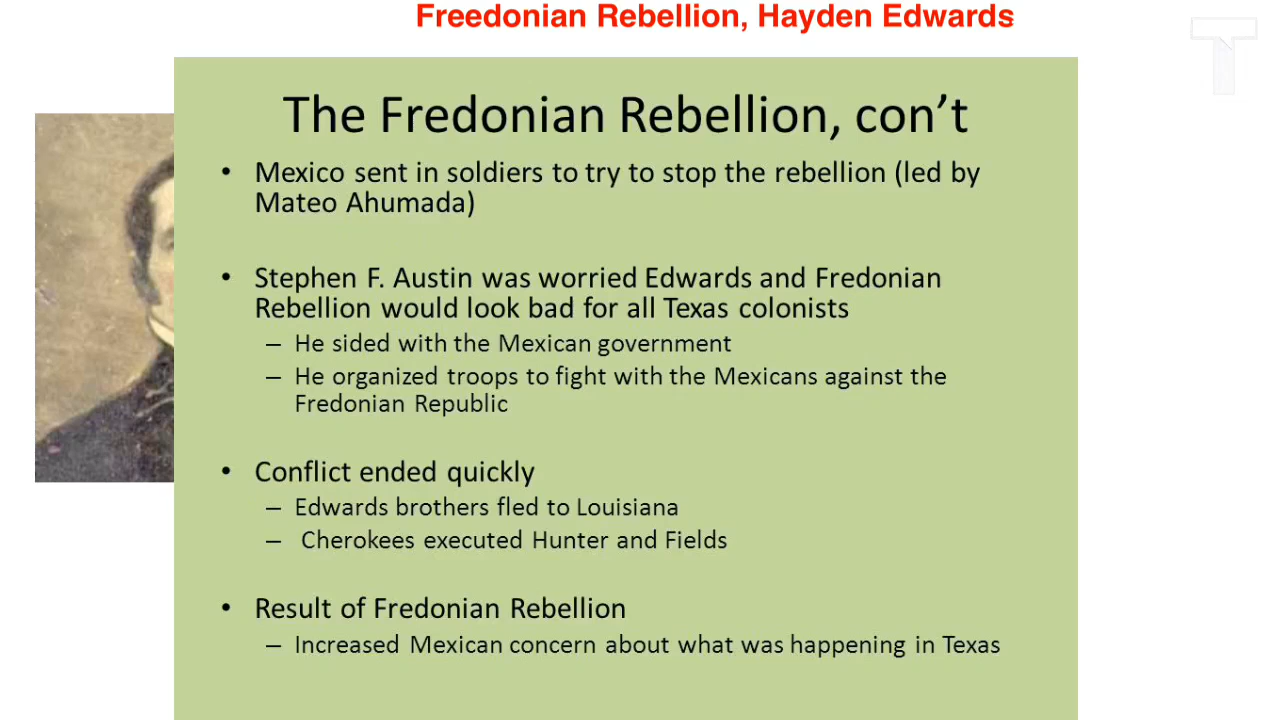 Freedonian Rebellion, Hayden Edwards
T
The Fredonian Rebellion, con't
• Mexico sent in soldiers to try to stop the rebellion (led by
Mateo Ahumada)
• Stephen F. Austin was worried Edwards and Fredonian
Rebellion would look bad for all Texas colonists
– He sided with the Mexican government
– He organized troops to fight with the Mexicans against the
Fredonian Republic
• Conflict ended quickly
– Edwards brothers fled to Louisiana
– Cherokees executed Hunter and Fields
• Result of Fredonian Rebellion
– Increased Mexican concern about what was happening in Texas